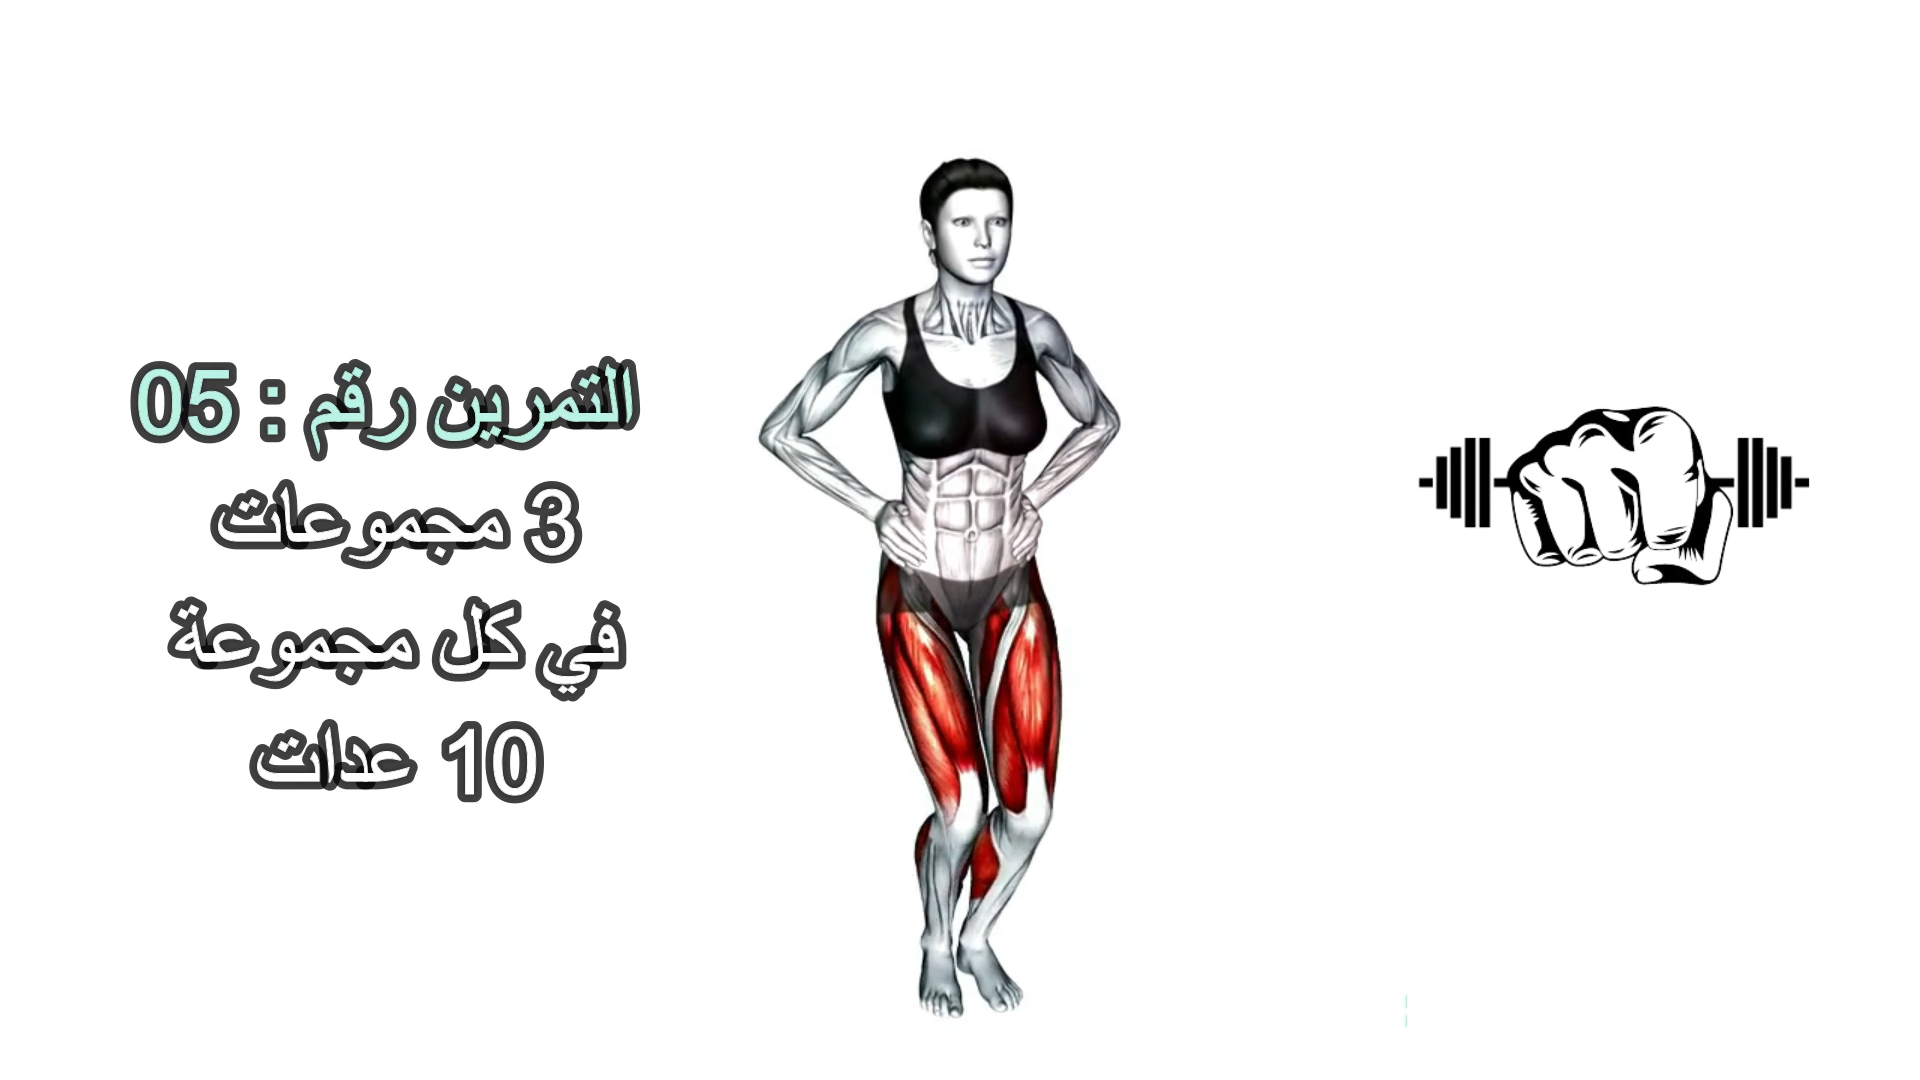 التمرين رقم : 05
3 مجموعات
في كل مجموعة
10 عدات